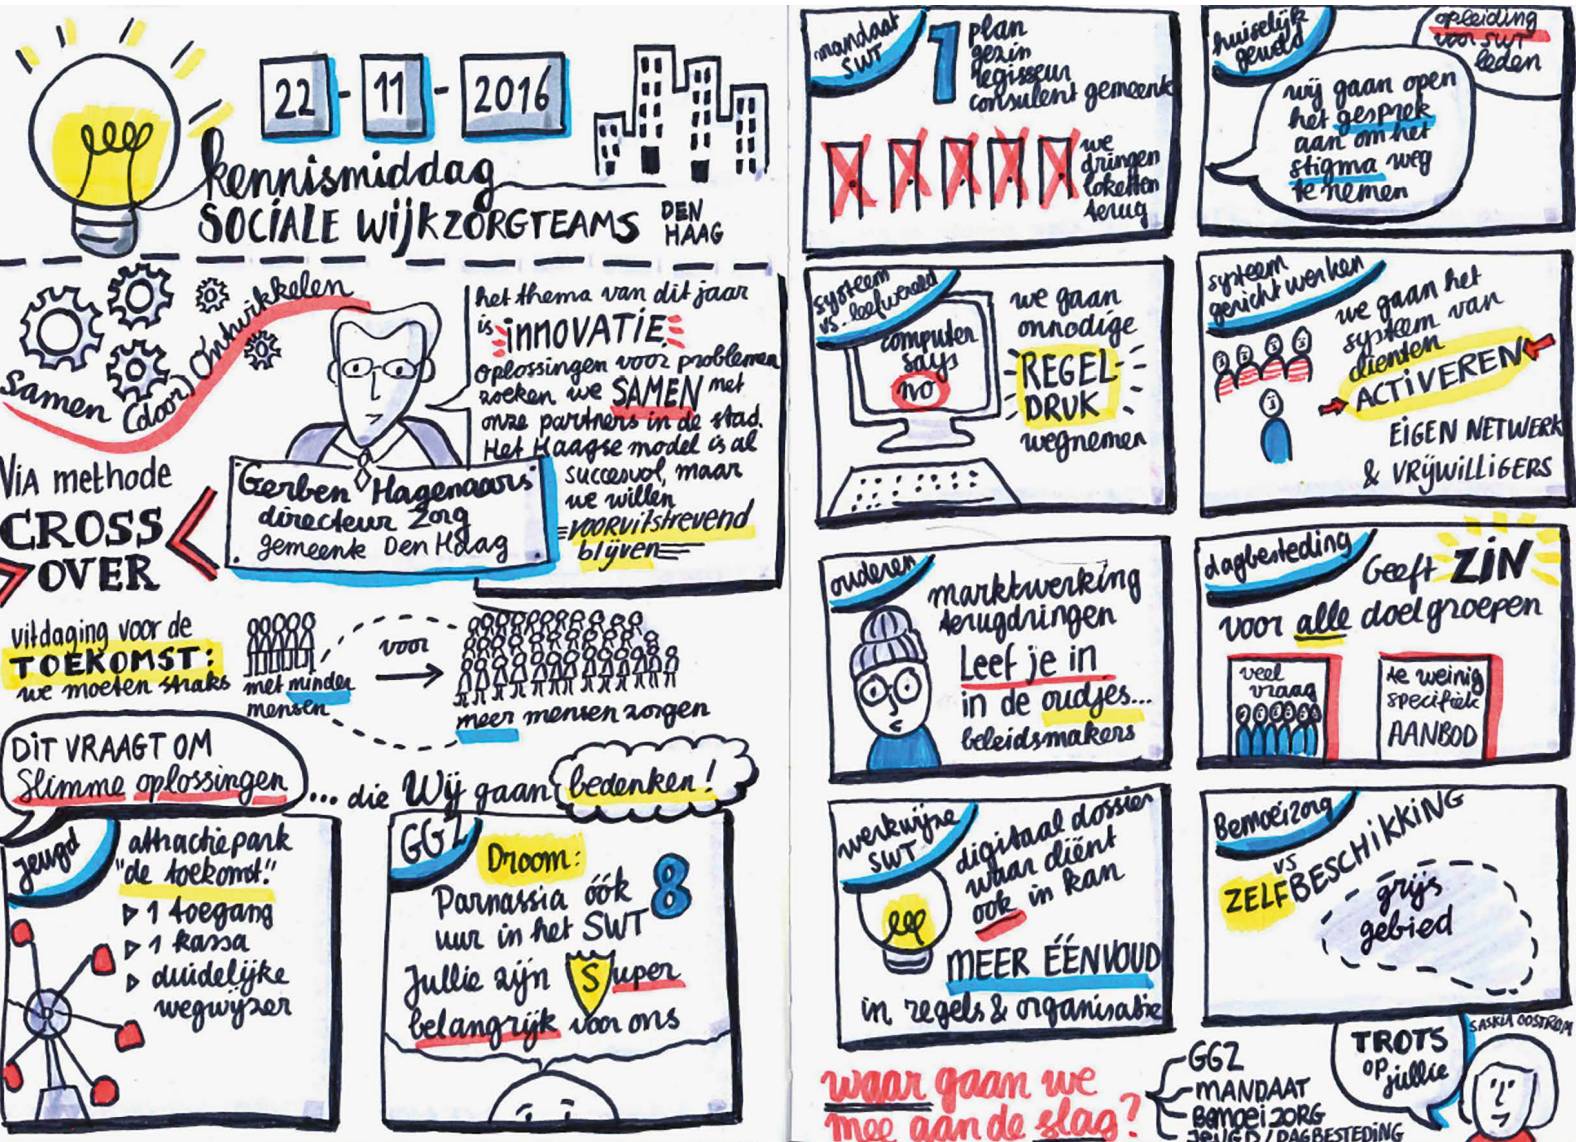 22 - 11 - 2016
kennismiddag
SOCIALE WIJKZORGTEAMS
DEN
HAAG
Samen (door) Ontwikkelen
VIA methode
CROSS
OVER
het thema van dit jaar
is INNOVATIE
oplossingen voor problemen
zoeken we SAMEN met
onze partners in de stad.
Het Haagse model is al
succesvol, maar
we willen
vooruitstrevend
blijven
Gerben Hagenaars
directeur Zorg
gemeente Den Haag
uitdaging voor de
TOEKOMST:
we moeten straks
met minder
mensen
voor
meer mensen zorgen
DIT VRAAGT OM
Slimme oplossingen
... die Wij gaan bedenken!
Jeugd
attractiepark
"de toekomst"
1 toegang
1 kassa
duidelijke
wegwijzer
GGZ
Droom:
Parnassia óók 8
uur in het SWT
Jullie zijn Super
belangrijk voor ons
mandaat
SWT
1 plan
gezin
regisseur
consulent gemeente
we
dringen
loketten
terug
huiselijk
geweld
opleiding
voor SWT
leden
wij gaan open
het gesprek
aan om het
stigma weg
te nemen
systeem
vs. leefwereld
computer
says
no
we gaan
onnodige
REGEL-
DRUK
wegnemen
systeem
gericht werken
we gaan het
systeem van
cliënten
ACTIVEREN
EIGEN NETWERK
& VRIJWILLIGERS
ouderen
marktwerking
terugdringen
Leef je in
in de oudjes...
beleidsmakers
dagbesteding
Geeft ZIN
voor alle doelgroepen
veel
vraag
te weinig
specifiek
AANBOD
werkwijze
SWT
digitaal dossier
waar cliënt
ook in kan
MEER ÉÉNVOUD
in regels & organisatie
Bemoeizorg
vs
ZELFBESCHIKKING
grijs
gebied
waar gaan we
mee aan de slag?
GGZ
MANDAAT
BemoeiZORG
JEUGD/DAGBESTEDING
TROTS
op
jullie
SASKIA OOSTROM